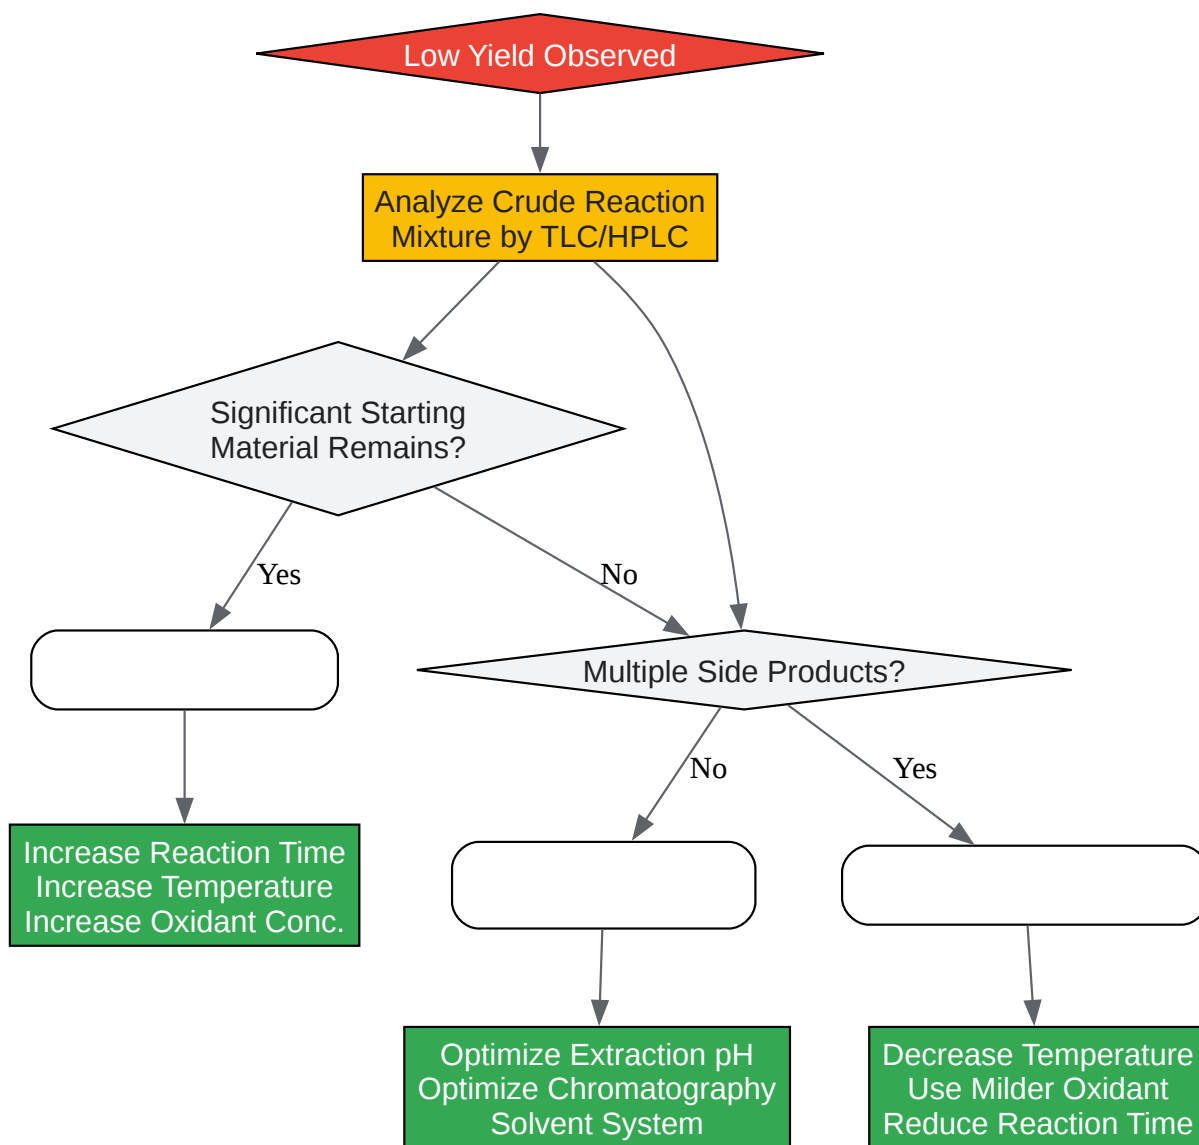 Low Yield Observed
Analyze Crude Reaction
Mixture by TLC/HPLC
Significant Starting
Material Remains?
Yes
No
Multiple Side Products?
No
Yes
Increase Reaction Time
Increase Temperature
Increase Oxidant Conc.
Optimize Extraction pH
Optimize Chromatography
Solvent System
Decrease Temperature
Use Milder Oxidant
Reduce Reaction Time